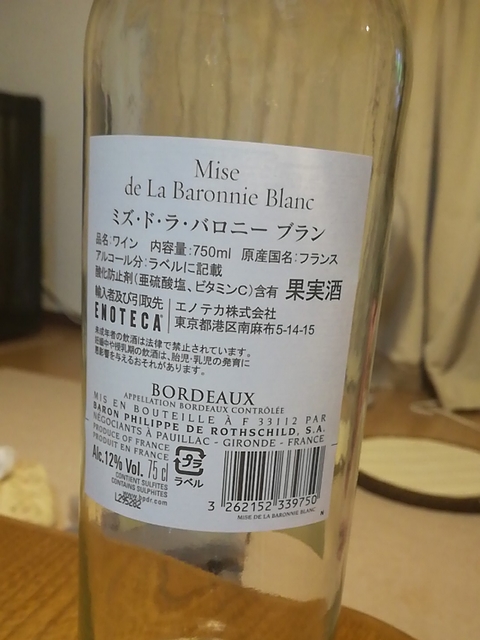 Mise
de La Baronnie Blanc
ミズ・ド・ラ・バロニー ブラン
品名:ワイン 内容量:750ml 原産国名:フランス
アルコール分:ラベルに記載
酸化防止剤(亜硫酸塩、ビタミンC)含有 果実酒
輸入者及び引取先
ENOTECA エノテカ株式会社
東京都港区南麻布5-14-15
未成年者の飲酒は法律で禁止されています。
妊娠中や授乳期の飲酒は、胎児・乳児の発育に
悪影響を与えるおそれがあります。
BORDEAUX
APPELLATION BORDEAUX CONTRÔLÉE
MIS EN BOUTEILLE À F 33112 PAR
BARON PHILIPPE DE ROTHSCHILD, S.A.
NÉGOCIANTS À PAUILLAC - GIRONDE - FRANCE
PRODUCE OF FRANCE
PRODUIT EN FRANCE
Alc.12% Vol. 75 cl
CONTIENT SULFITES
CONTAINS SULPHITES
www.bpdr.com
L295282
プラ
ラベル
3 262152 339750
MISE DE LA BARONNIE BLANC